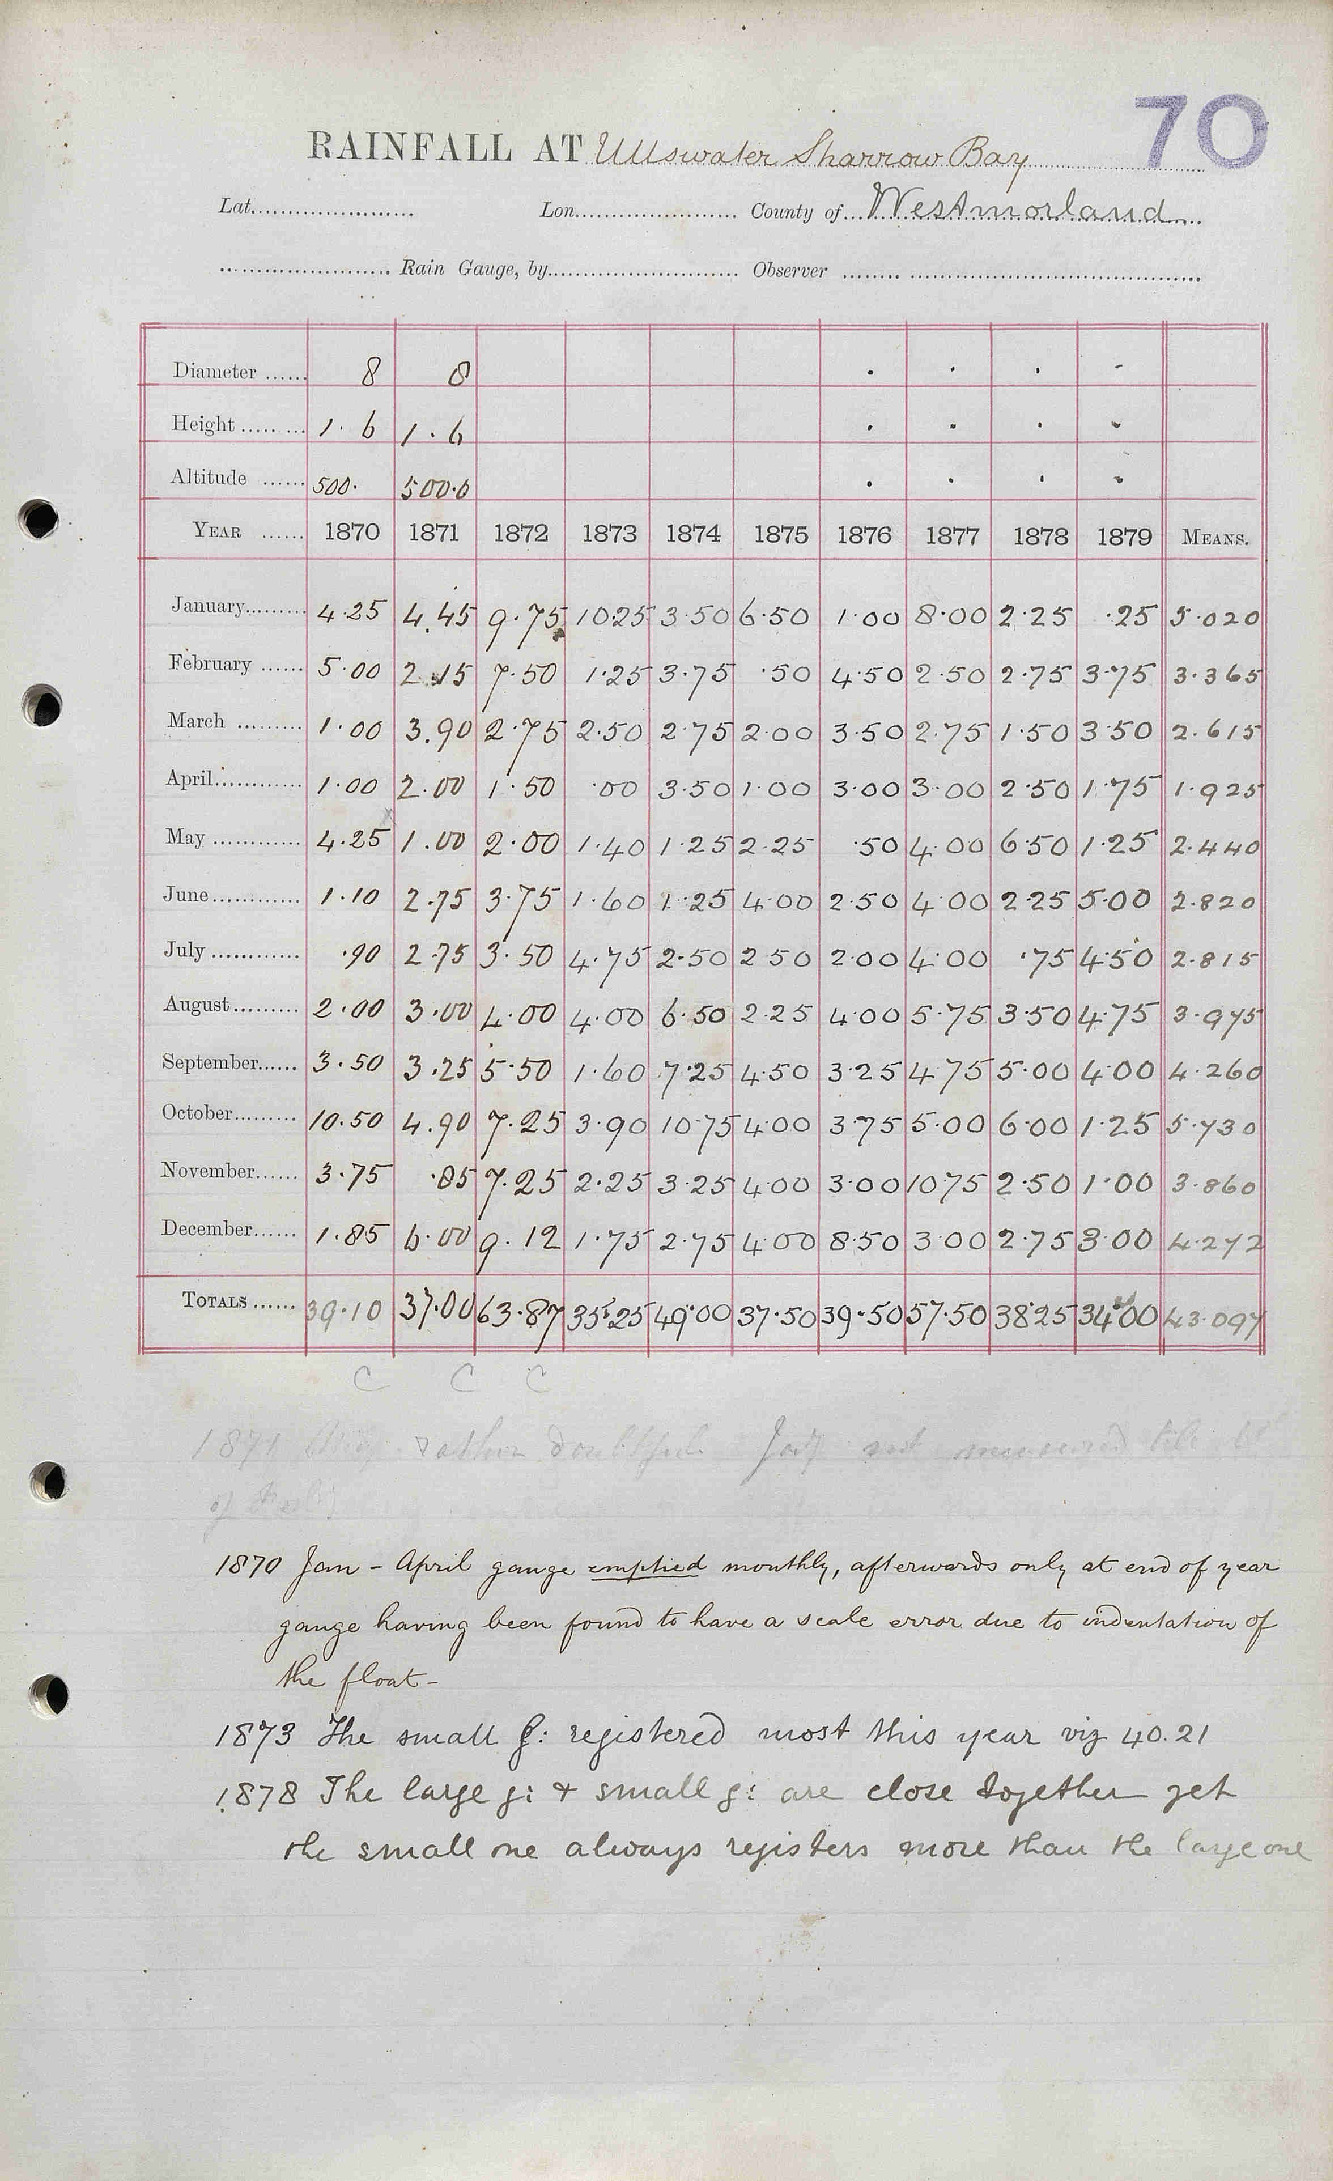 70
RAINFALL AT Ullswater Sharrow Bay
Lat. Lon. County of Westmorland
Rain Gauge, by Observer
Diameter 8 8
Height 1.6 1.6
Altitude 500. 500.0
YEAR 1870 1871 1872 1873 1874 1875 1876 1877 1878 1879 MEANS.
January 4.25 4.45 9.75 10.25 3.50 6.50 1.00 8.00 2.25 .25 5.020
February 5.00 2.15 7.50 1.25 3.75 .50 4.50 2.50 2.75 3.75 3.365
March 1.00 3.90 2.75 2.50 2.75 2.00 3.50 2.75 1.50 3.50 2.615
April 1.00 2.00 1.50 .00 3.50 1.00 3.00 3.00 2.50 1.75 1.925
May 4.25 1.00 2.00 1.40 1.25 2.25 .50 4.00 6.50 1.25 2.440
June 1.10 2.75 3.75 1.60 1.25 4.00 2.50 4.00 2.25 5.00 2.820
July .90 2.75 3.50 4.75 2.50 2.50 2.00 4.00 .75 4.50 2.815
August 2.00 3.00 4.00 4.00 6.50 2.25 4.00 5.75 3.50 4.75 3.975
September 3.50 3.25 5.50 1.60 7.25 4.50 3.25 4.75 5.00 4.00 4.260
October 10.50 4.90 7.25 3.90 10.75 4.00 3.75 5.00 6.00 1.25 5.730
November 3.75 .85 7.25 2.25 3.25 4.00 3.00 10.75 2.50 1.00 3.860
December 1.85 6.00 9.12 1.75 2.75 4.00 8.50 3.00 2.75 3.00 4.272
TOTALS 39.10 37.00 63.87 35.25 49.00 37.50 39.50 57.50 38.25 34.00 43.097
C C C
1871 rather doubtful not measured
of
1870 Jan - April gauge emptied monthly, afterwards only at end of year
gauge having been found to have a scale error due to indentation of
the float -
1873 The small g: registered most this year viz 40.21
1878 The large g: & small g: are close together yet
the small one always registers more than the large one